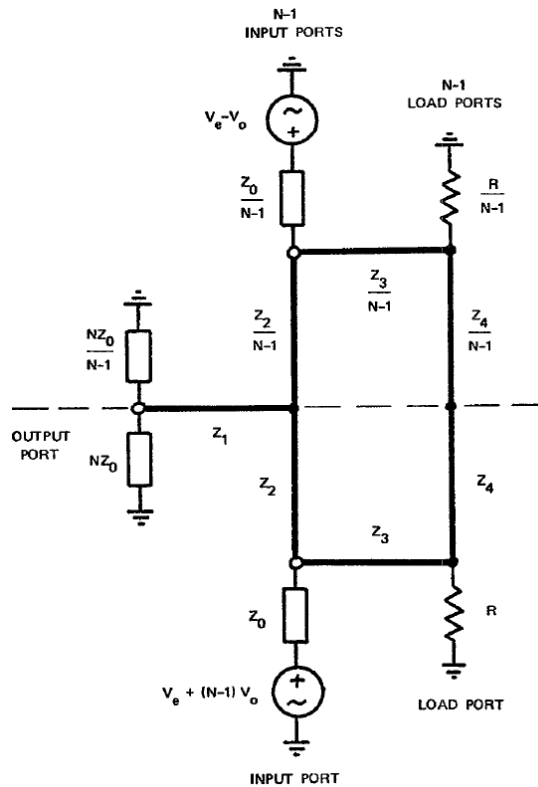 N-1
INPUT PORTS
N-1
LOAD PORTS
Ve-Vo
~
+
Z0
N-1
R
N-1
Z3
N-1
Z2
N-1
Z4
N-1
NZ0
N-1
OUTPUT
PORT
Z1
NZ0
Z2
Z4
Z3
Z0
R
+
~
Ve + (N-1) Vo
LOAD PORT
INPUT PORT